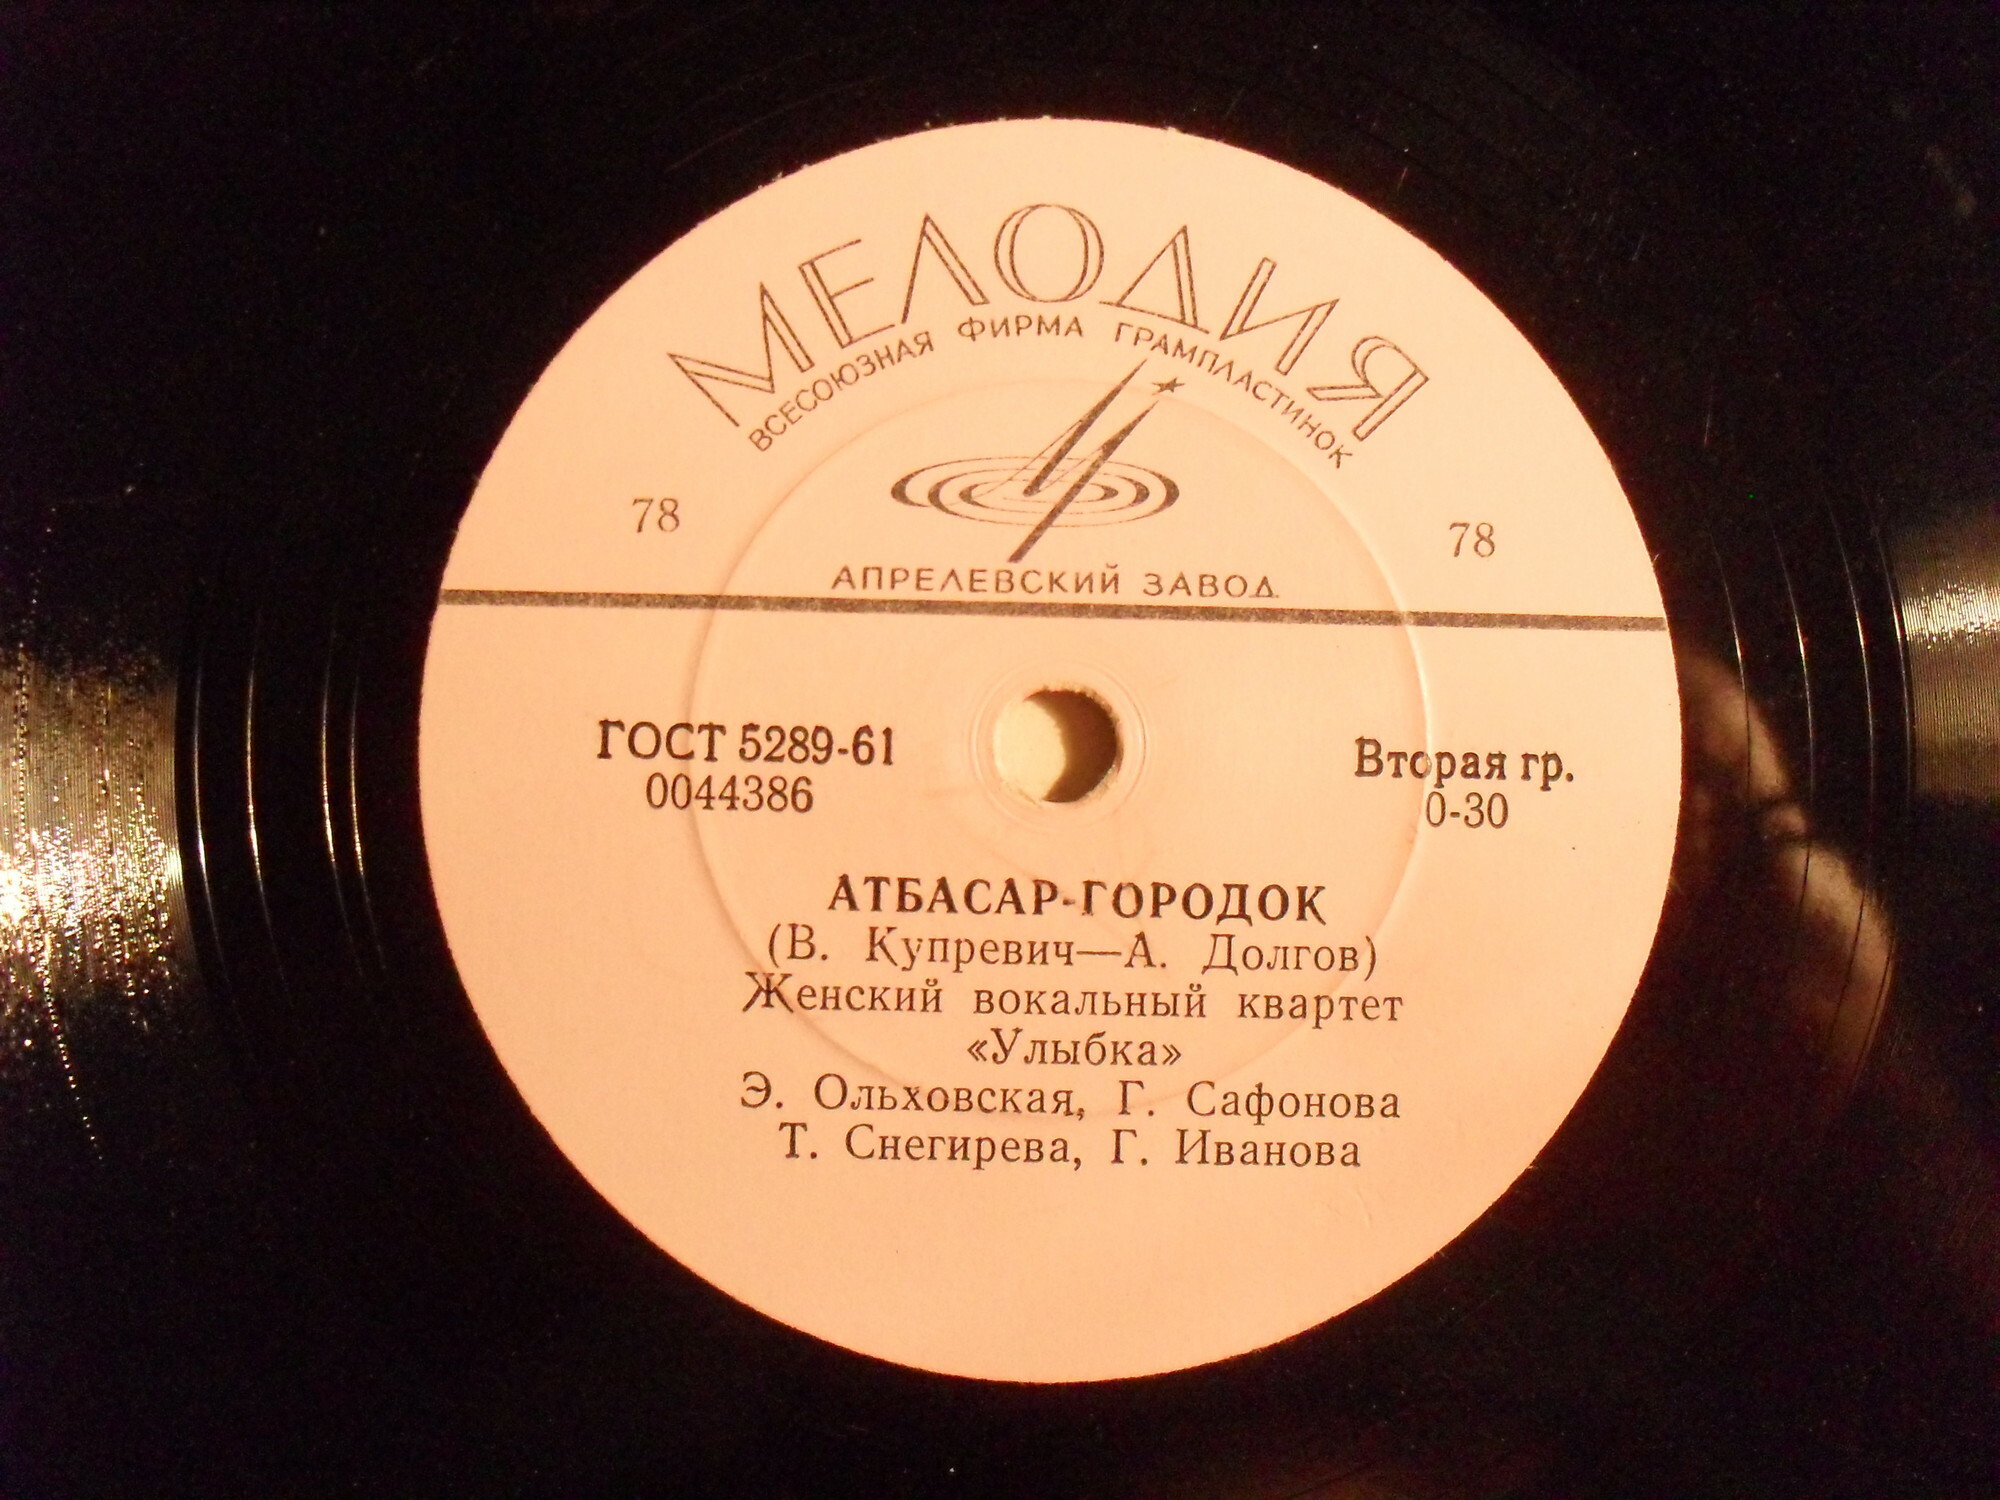 МЕЛОДИЯ
ВСЕСОЮЗНАЯ ФИРМА ГРАМПЛАСТИНОК
78
78
АПРЕЛЕВСКИЙ ЗАВОД
ГОСТ 5289-61
0044386
Вторая гр.
0-30
АТБАСАР-ГОРОДОК
(В. Купревич—А. Долгов)
Женский вокальный квартет
«Улыбка»
Э. Ольховская, Г. Сафонова
Т. Снегирева, Г. Иванова